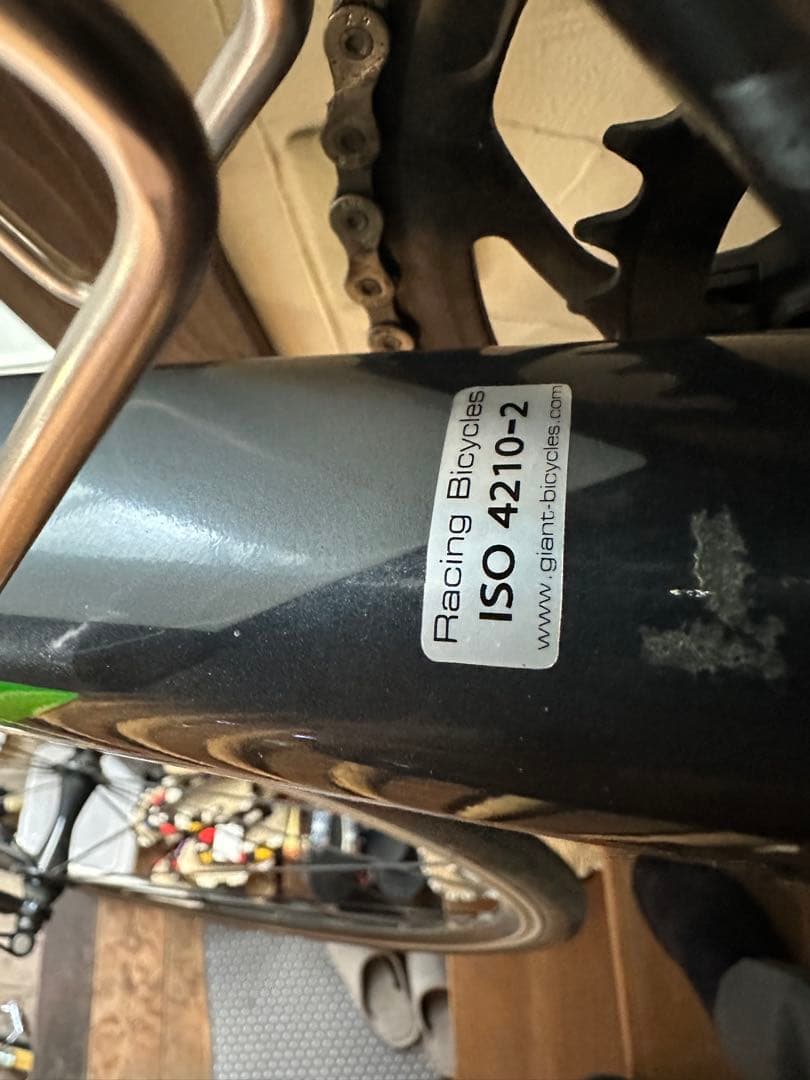 Racing Bicycles
ISO 4210-2
www.giant-bicycles.com